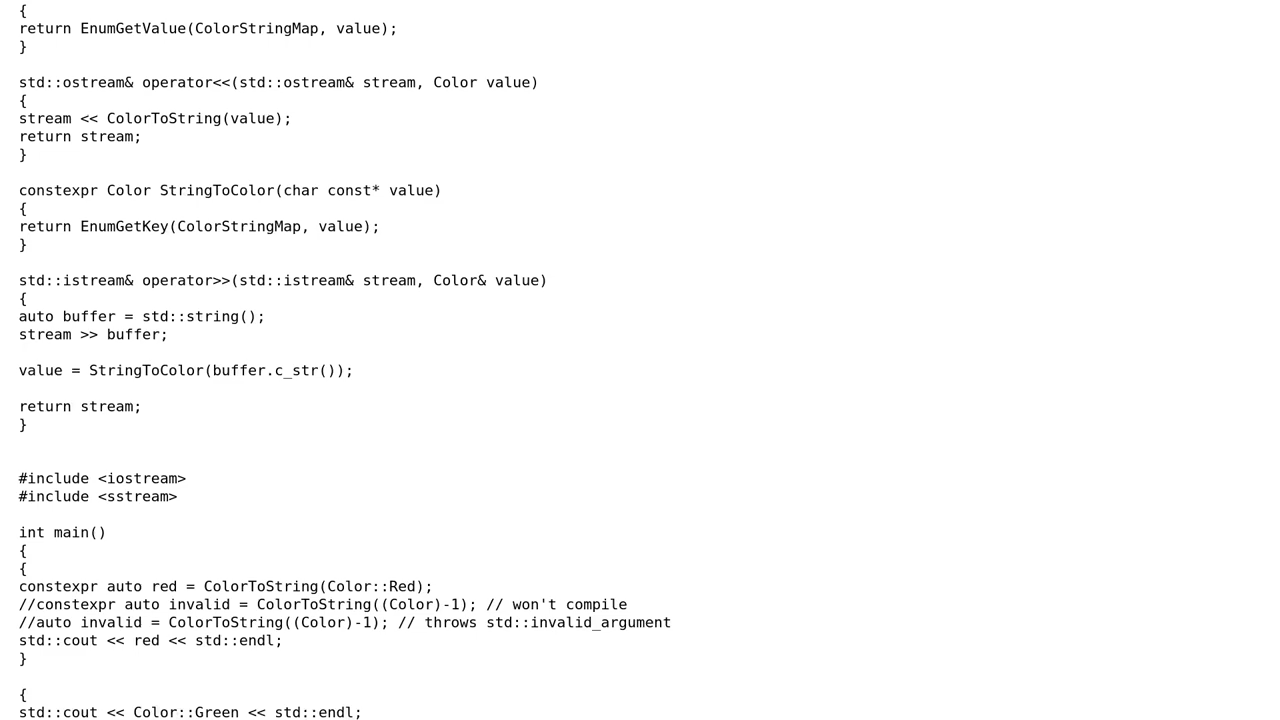 {
return EnumGetValue(ColorStringMap, value);
}
std::ostream& operator<<(std::ostream& stream, Color value)
{
stream << ColorToString(value);
return stream;
}
constexpr Color StringToColor(char const* value)
{
return EnumGetKey(ColorStringMap, value);
}
std::istream& operator>>(std::istream& stream, Color& value)
{
auto buffer = std::string();
stream >> buffer;
value = StringToColor(buffer.c_str());
return stream;
}
#include <iostream>
#include <sstream>
int main()
{
{
constexpr auto red = ColorToString(Color::Red);
//constexpr auto invalid = ColorToString((Color)-1); // won't compile
//auto invalid = ColorToString((Color)-1); // throws std::invalid_argument
std::cout << red << std::endl;
}
{
std::cout << Color::Green << std::endl;